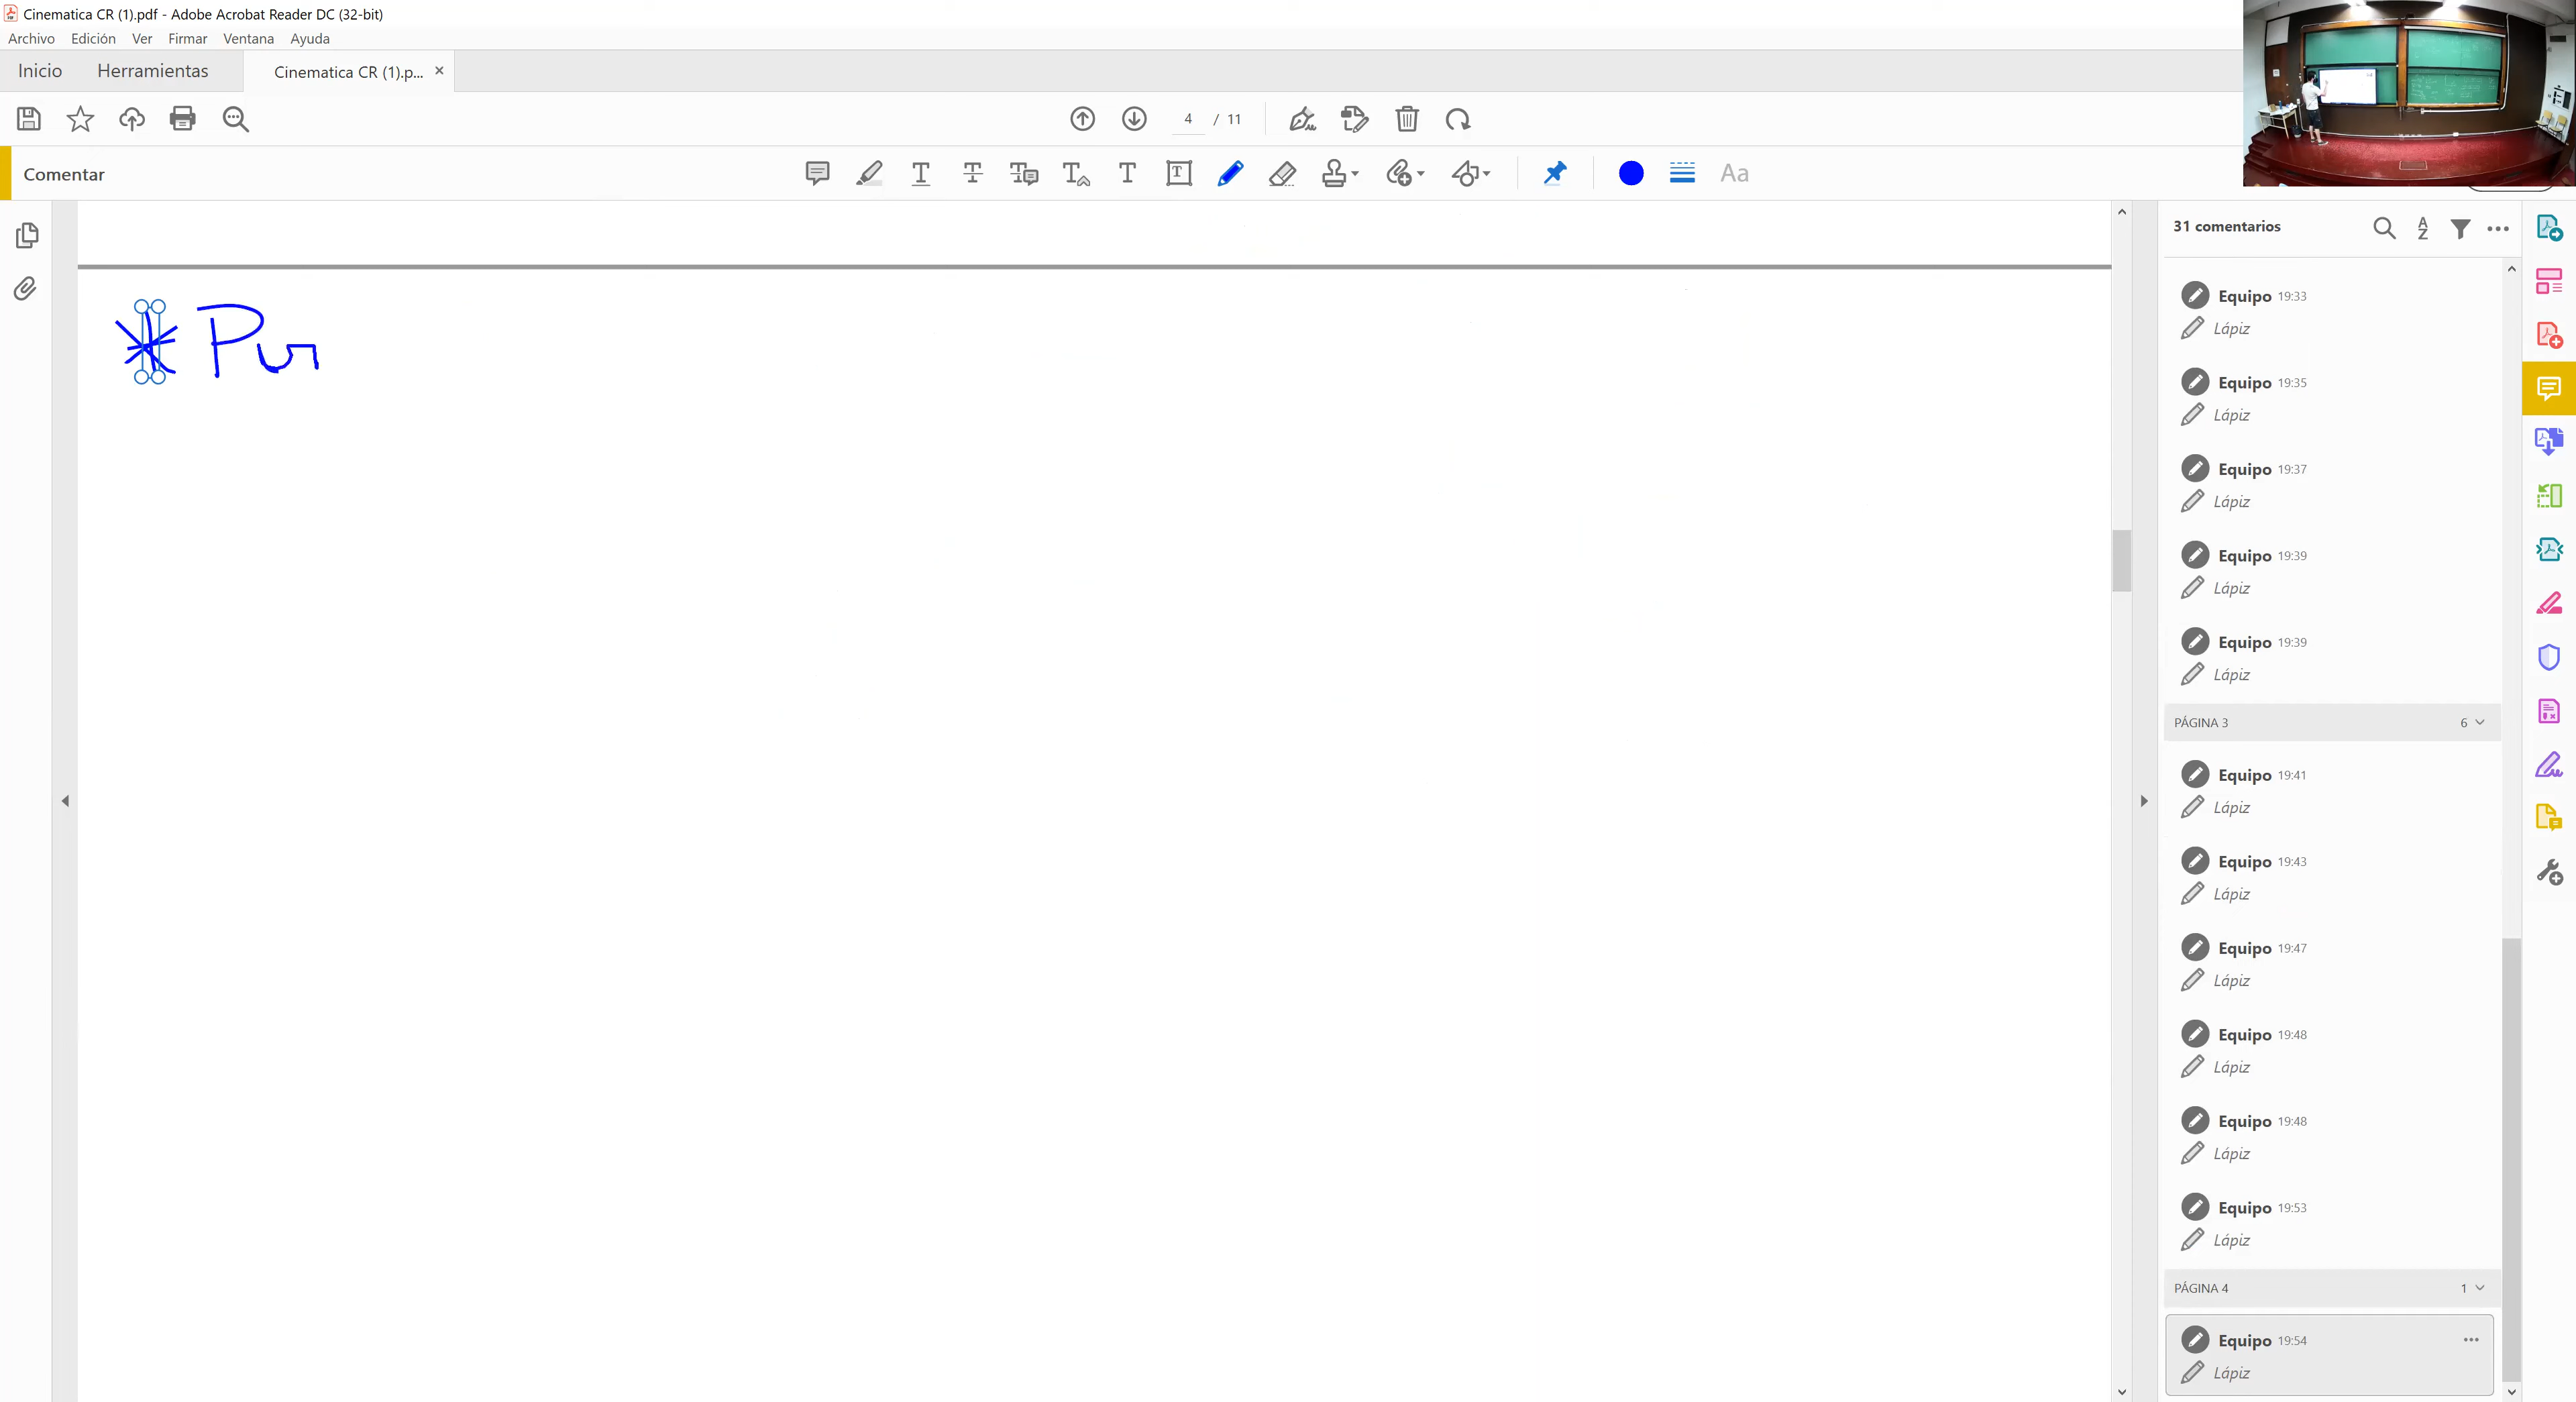 Cinematica CR (1).pdf - Adobe Acrobat Reader DC (32-bit)
Archivo Edición Ver Firmar Ventana Ayuda
Inicio Herramientas Cinematica CR (1).p... ×
4 / 11
Comentar
T T T T T T Aa
31 comentarios
* Pur
Equipo 19:33
Lápiz
Equipo 19:35
Lápiz
Equipo 19:37
Lápiz
Equipo 19:39
Lápiz
Equipo 19:39
Lápiz
PÁGINA 3 6
Equipo 19:41
Lápiz
Equipo 19:43
Lápiz
Equipo 19:47
Lápiz
Equipo 19:48
Lápiz
Equipo 19:48
Lápiz
Equipo 19:53
Lápiz
PÁGINA 4 1
Equipo 19:54
Lápiz